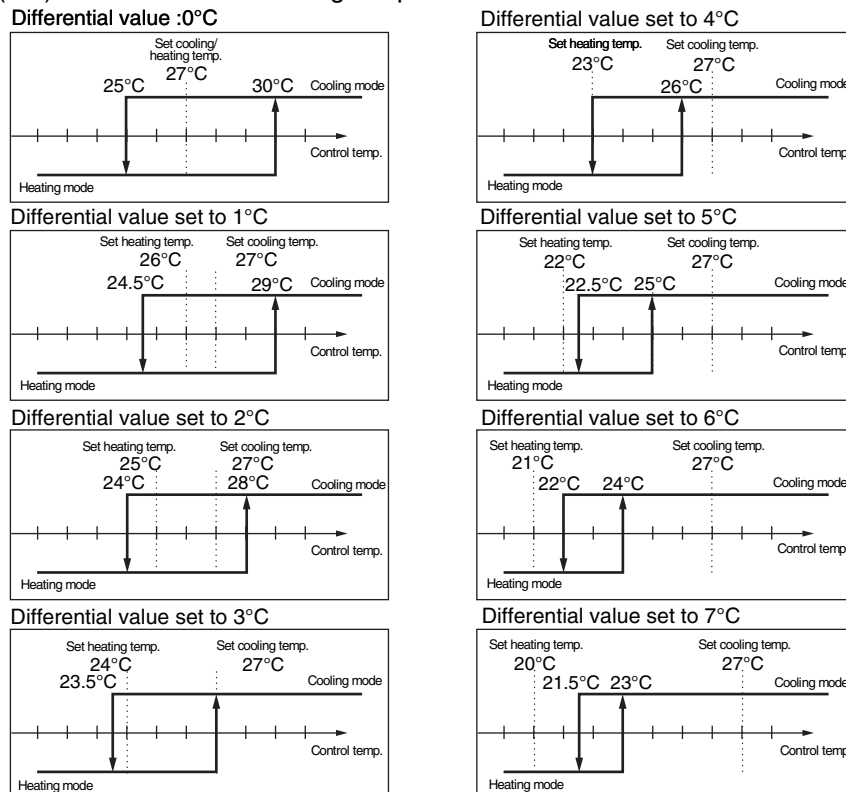 Differential value :0°C
Set cooling/
heating temp.
27°C
25°C 30°C Cooling mode
Control temp.
Heating mode
Differential value set to 1°C
Set heating temp. Set cooling temp.
26°C 27°C
24.5°C 29°C Cooling mode
Control temp.
Heating mode
Differential value set to 2°C
Set heating temp. Set cooling temp.
25°C 27°C
24°C 28°C Cooling mode
Control temp.
Heating mode
Differential value set to 3°C
Set heating temp. Set cooling temp.
24°C 27°C
23.5°C Cooling mode
Control temp.
Heating mode
Differential value set to 4°C
Set heating temp. Set cooling temp.
23°C 27°C
26°C Cooling mode
Control temp
Heating mode
Differential value set to 5°C
Set heating temp. Set cooling temp.
22°C 27°C
22.5°C 25°C Cooling mode
Control temp
Heating mode
Differential value set to 6°C
Set heating temp. Set cooling temp.
21°C 27°C
22°C 24°C Cooling mode
Control temp
Heating mode
Differential value set to 7°C
Set heating temp. Set cooling temp.
20°C 27°C
21.5°C 23°C Cooling mode
Control temp
Heating mode